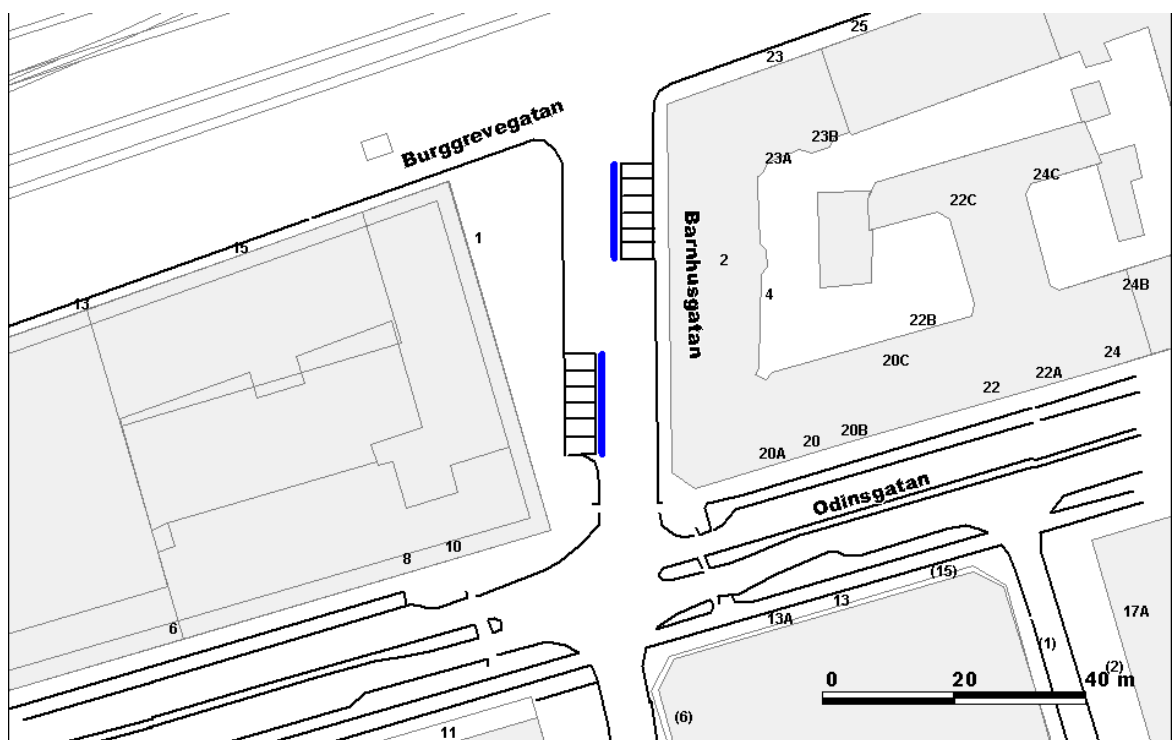 25
23
Burggrevegatan
23B
23A
24C
22C
Barnhusgatan
1
15
2
24B
4
13
22B
24
20C
22A
22
20B
20
20A
Odinsgatan
10
8
(15)
13
17A
13A
6
(1)
(2)
0 20 40 m
(6)
11